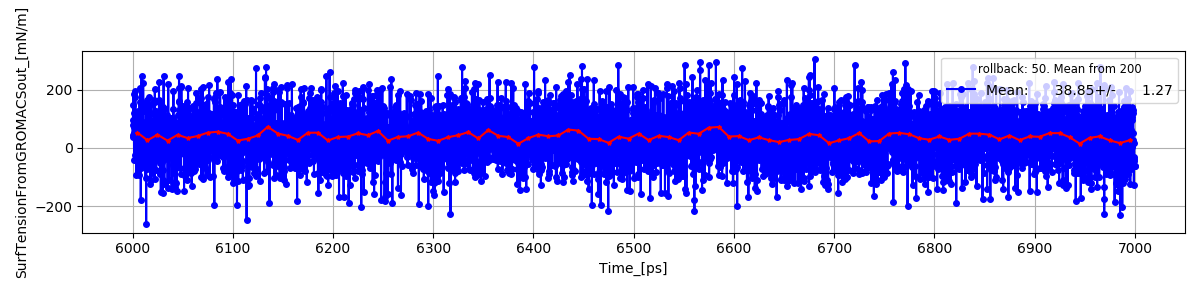 SurfTensionFromGROMACSout_[mN/m]
200
0
−200
rollback: 50. Mean from 200
Mean: 38.85+/- 1.27
6000 6100 6200 6300 6400 6500 6600 6700 6800 6900 7000
Time_[ps]